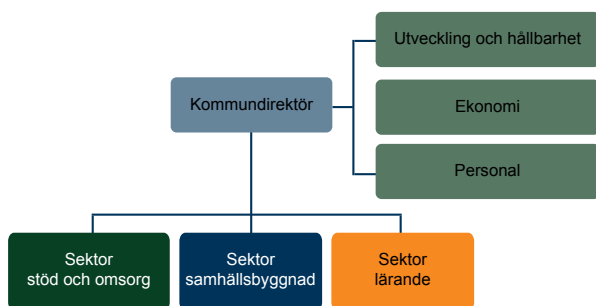 Utveckling och hållbarhet
Kommundirektör
Ekonomi
Personal
Sektor
stöd och omsorg
Sektor
samhällsbyggnad
Sektor
lärande